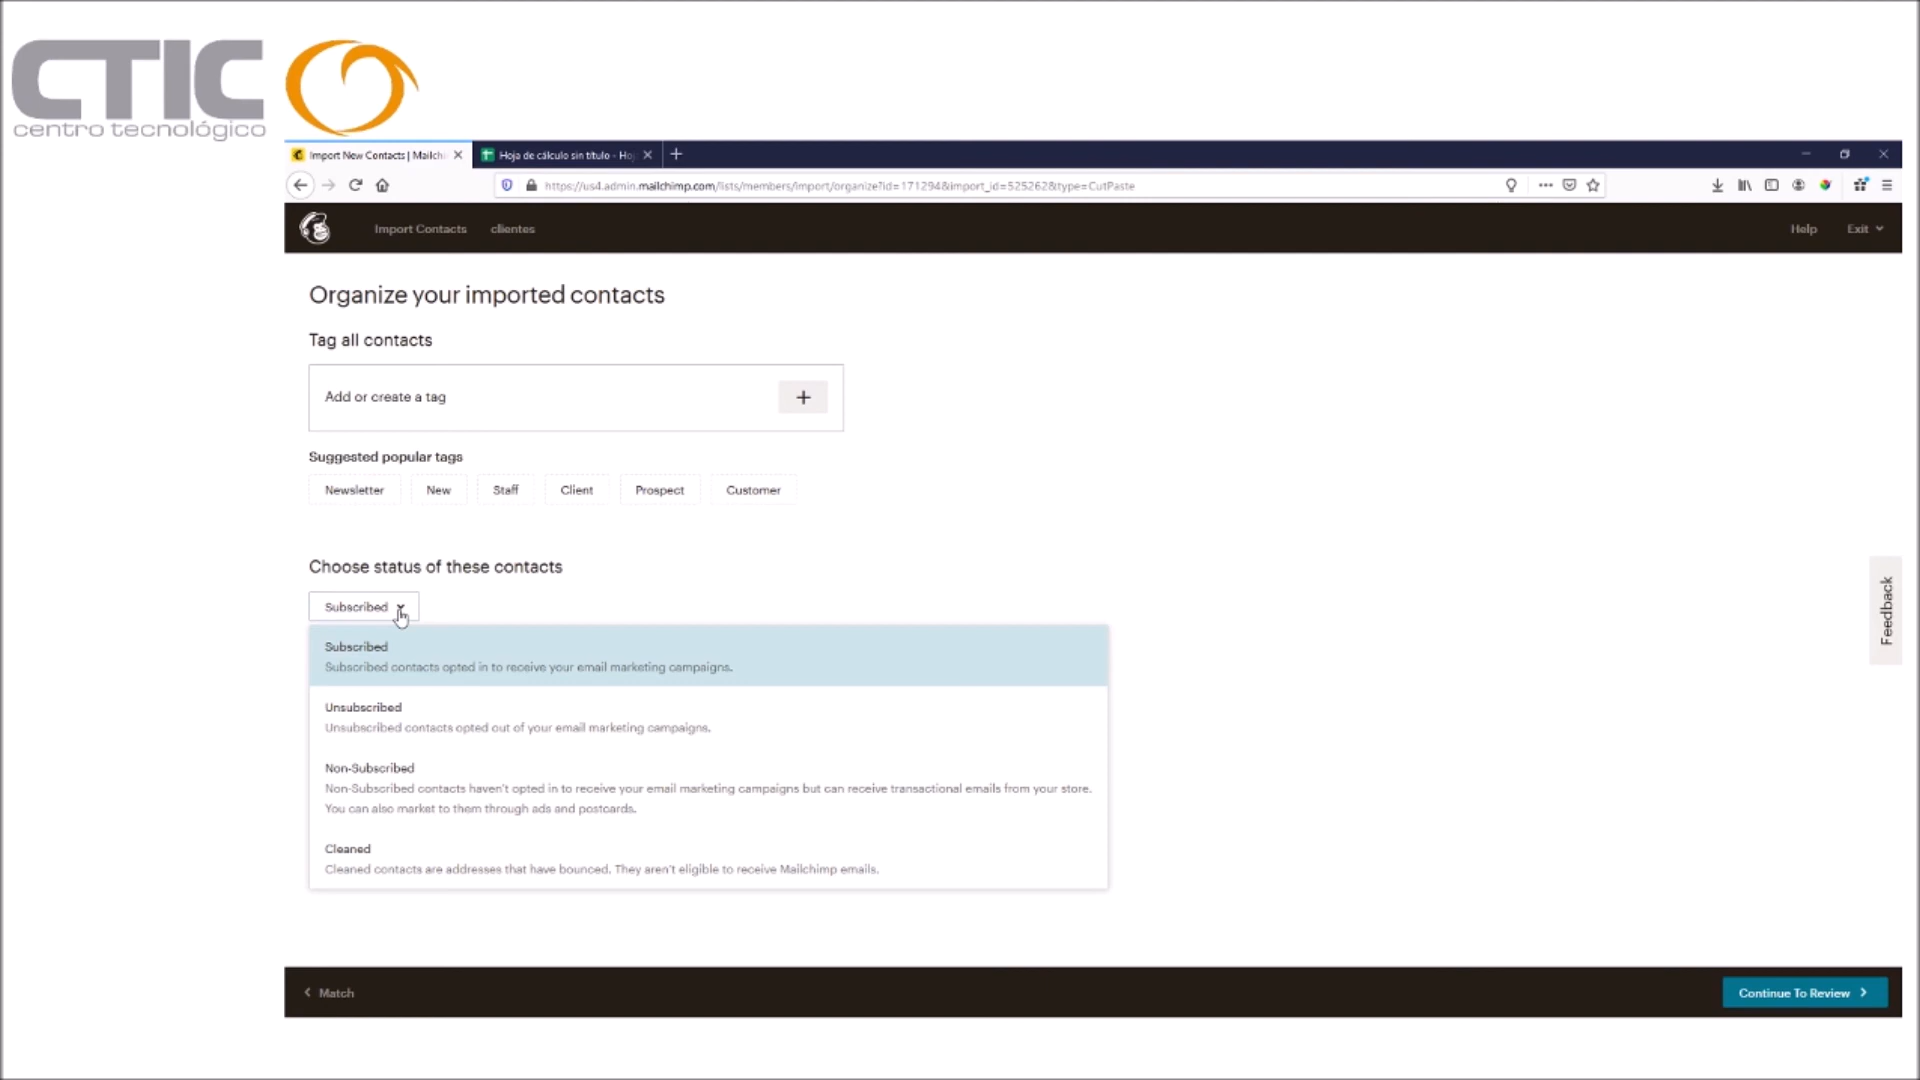 CTIC
centro tecnológico
Import New Contacts | Mailchi
Hoja de cálculo sin título - Hoj
https://us4.admin.mailchimp.com/lists/members/import/organize?id=171294&import_id=525262&type=CutPaste
Import Contacts clientes Help Exit
Organize your imported contacts
Tag all contacts
Add or create a tag
Suggested popular tags
Newsletter New Staff Client Prospect Customer
Choose status of these contacts
Subscribed
Subscribed
Subscribed contacts opted in to receive your email marketing campaigns.
Unsubscribed
Unsubscribed contacts opted out of your email marketing campaigns.
Non-Subscribed
Non-Subscribed contacts haven't opted in to receive your email marketing campaigns but can receive transactional emails from your store.
You can also market to them through ads and postcards.
Cleaned
Cleaned contacts are addresses that have bounced. They aren't eligible to receive Mailchimp emails.
Feedback
Match
Continue To Review